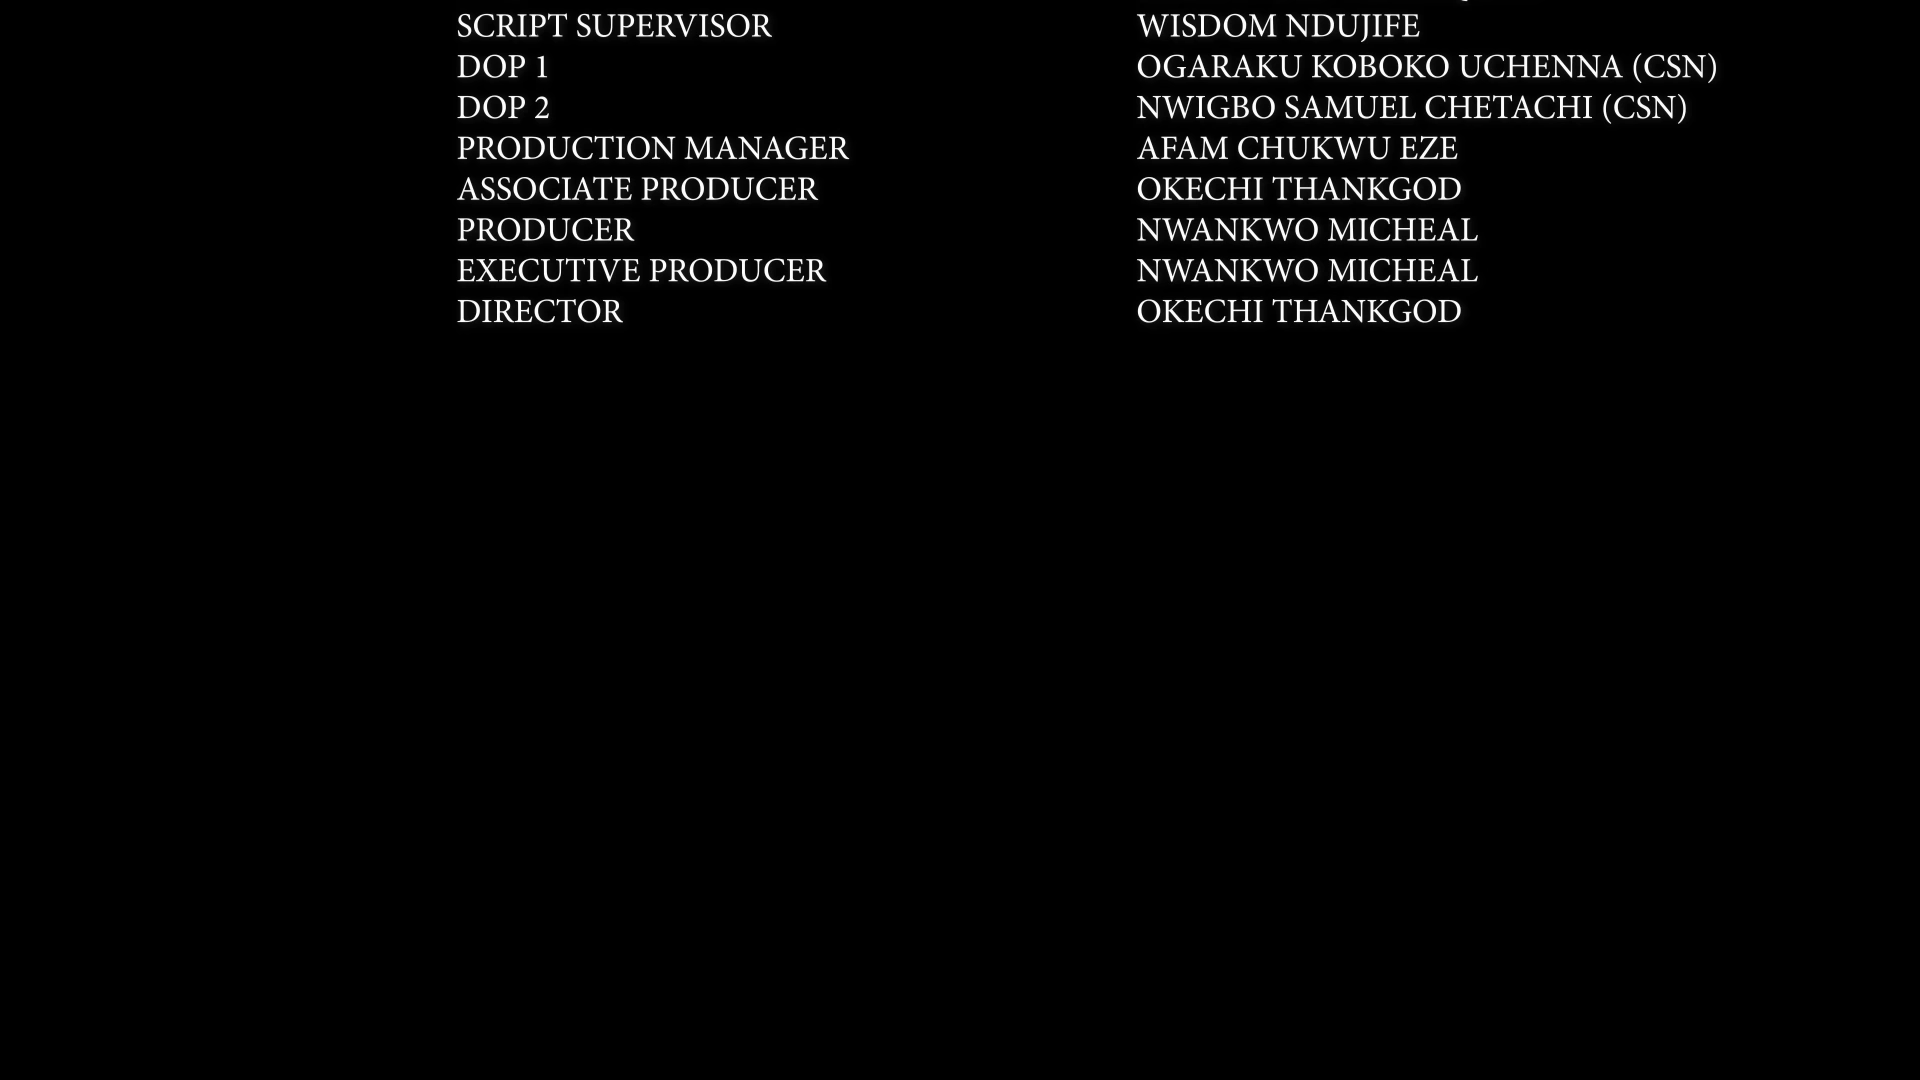 SCRIPT SUPERVISOR WISDOM NDUJIFE
DOP 1 OGARAKU KOBOKO UCHENNA (CSN)
DOP 2 NWIGBO SAMUEL CHETACHI (CSN)
PRODUCTION MANAGER AFAM CHUKWU EZE
ASSOCIATE PRODUCER OKECHI THANKGOD
PRODUCER NWANKWO MICHEAL
EXECUTIVE PRODUCER NWANKWO MICHEAL
DIRECTOR OKECHI THANKGOD